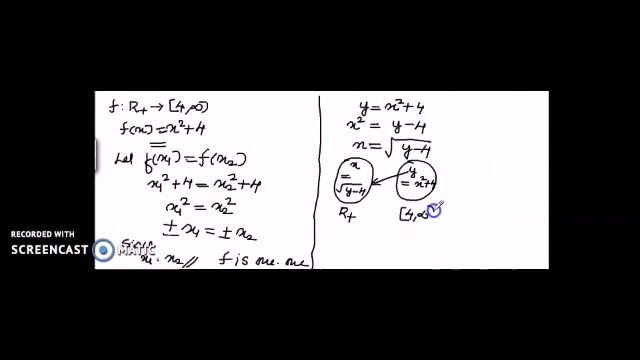 f : R₊ → [4,∞)
f(x) = x²+4
Let f(x₁) = f(x₂)
x₁²+4 = x₂²+4
x₁² = x₂²
± x₁ = ± x₂
x₁ = x₂ // f is one-one
y = x²+4
x² = y-4
x = √y-4
x
=
√y-4
y
= x²+4
R₊
[4,∞
RECORDED WITH
SCREENCAST MATIC